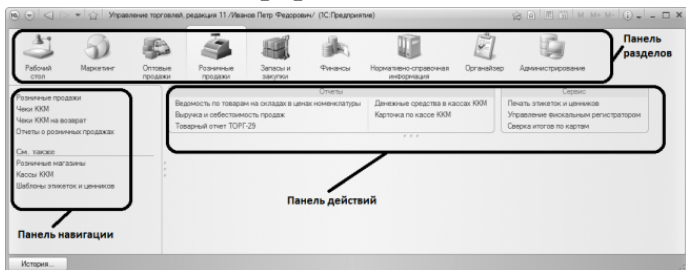 Управление торговлей, редакция 11 /Иванов Петр Федорович/ (1С:Предприятие)
M M+ M-
Рабочий стол
Маркетинг
Оптовые продажи
Розничные продажи
Запасы и закупки
Финансы
Нормативно-справочная информация
Органайзер
Администрирование
Панель разделов
Розничные продажи
Чеки ККМ
Чеки ККМ на возврат
Отчеты о розничных продажах
См. также
Розничные магазины
Кассы ККМ
Шаблоны этикеток и ценников
Отчеты
Ведомость по товарам на складах в ценах номенклатуры
Выручка и себестоимость продаж
Товарный отчет ТОРГ-29
Денежные средства в кассах ККМ
Карточка по кассе ККМ
Сервис
Печать этикеток и ценников
Управление фискальным регистратором
Сверка итогов по картам
Панель действий
Панель навигации
История...